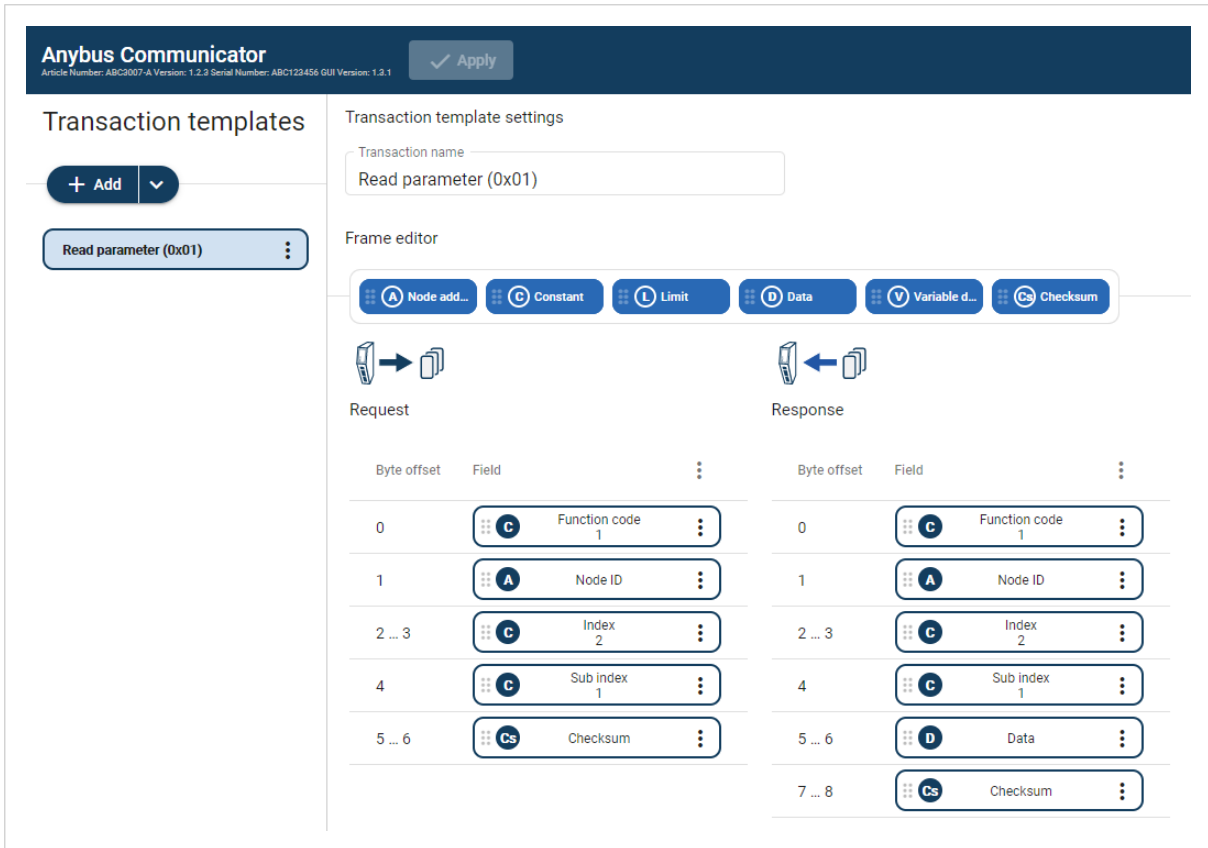 Anybus Communicator
Article Number: ABC3007-A Version: 1.2.3 Serial Number: ABC123456 GUI Version: 1.3.1
Apply
Transaction templates
Add
Read parameter (0x01)
Transaction template settings
Transaction name
Read parameter (0x01)
Frame editor
A Node add...
C Constant
L Limit
D Data
V Variable d...
Cs Checksum
Request
Byte offset Field
0 C Function code
1
1 A Node ID
2 ... 3 C Index
2
4 C Sub index
1
5 ... 6 Cs Checksum
Response
Byte offset Field
0 C Function code
1
1 A Node ID
2 ... 3 C Index
2
4 C Sub index
1
5 ... 6 D Data
7 ... 8 Cs Checksum